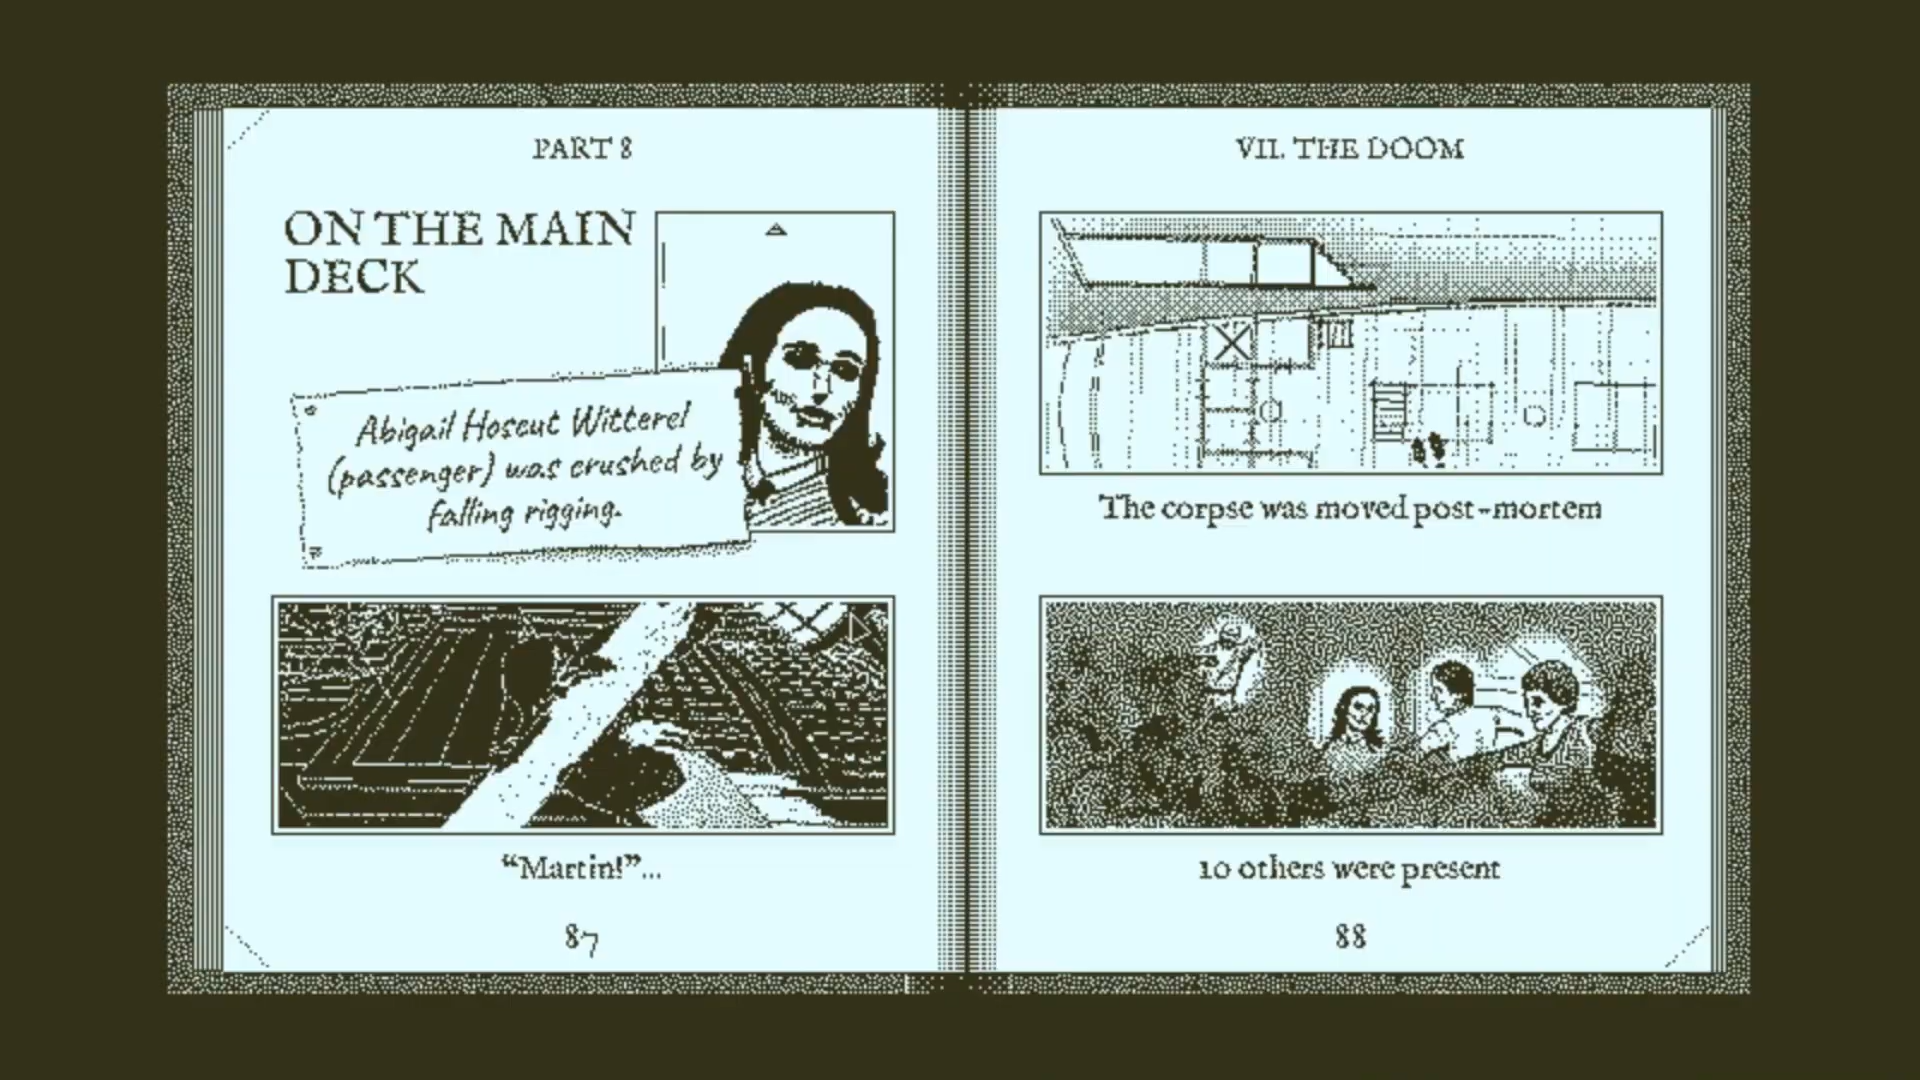 PART 8
ON THE MAIN
DECK
Abigail Hoscut Witterel
(passenger) was crushed by
falling rigging.
“Martin!”...
87
VII. THE DOOM
The corpse was moved post-mortem
10 others were present
88